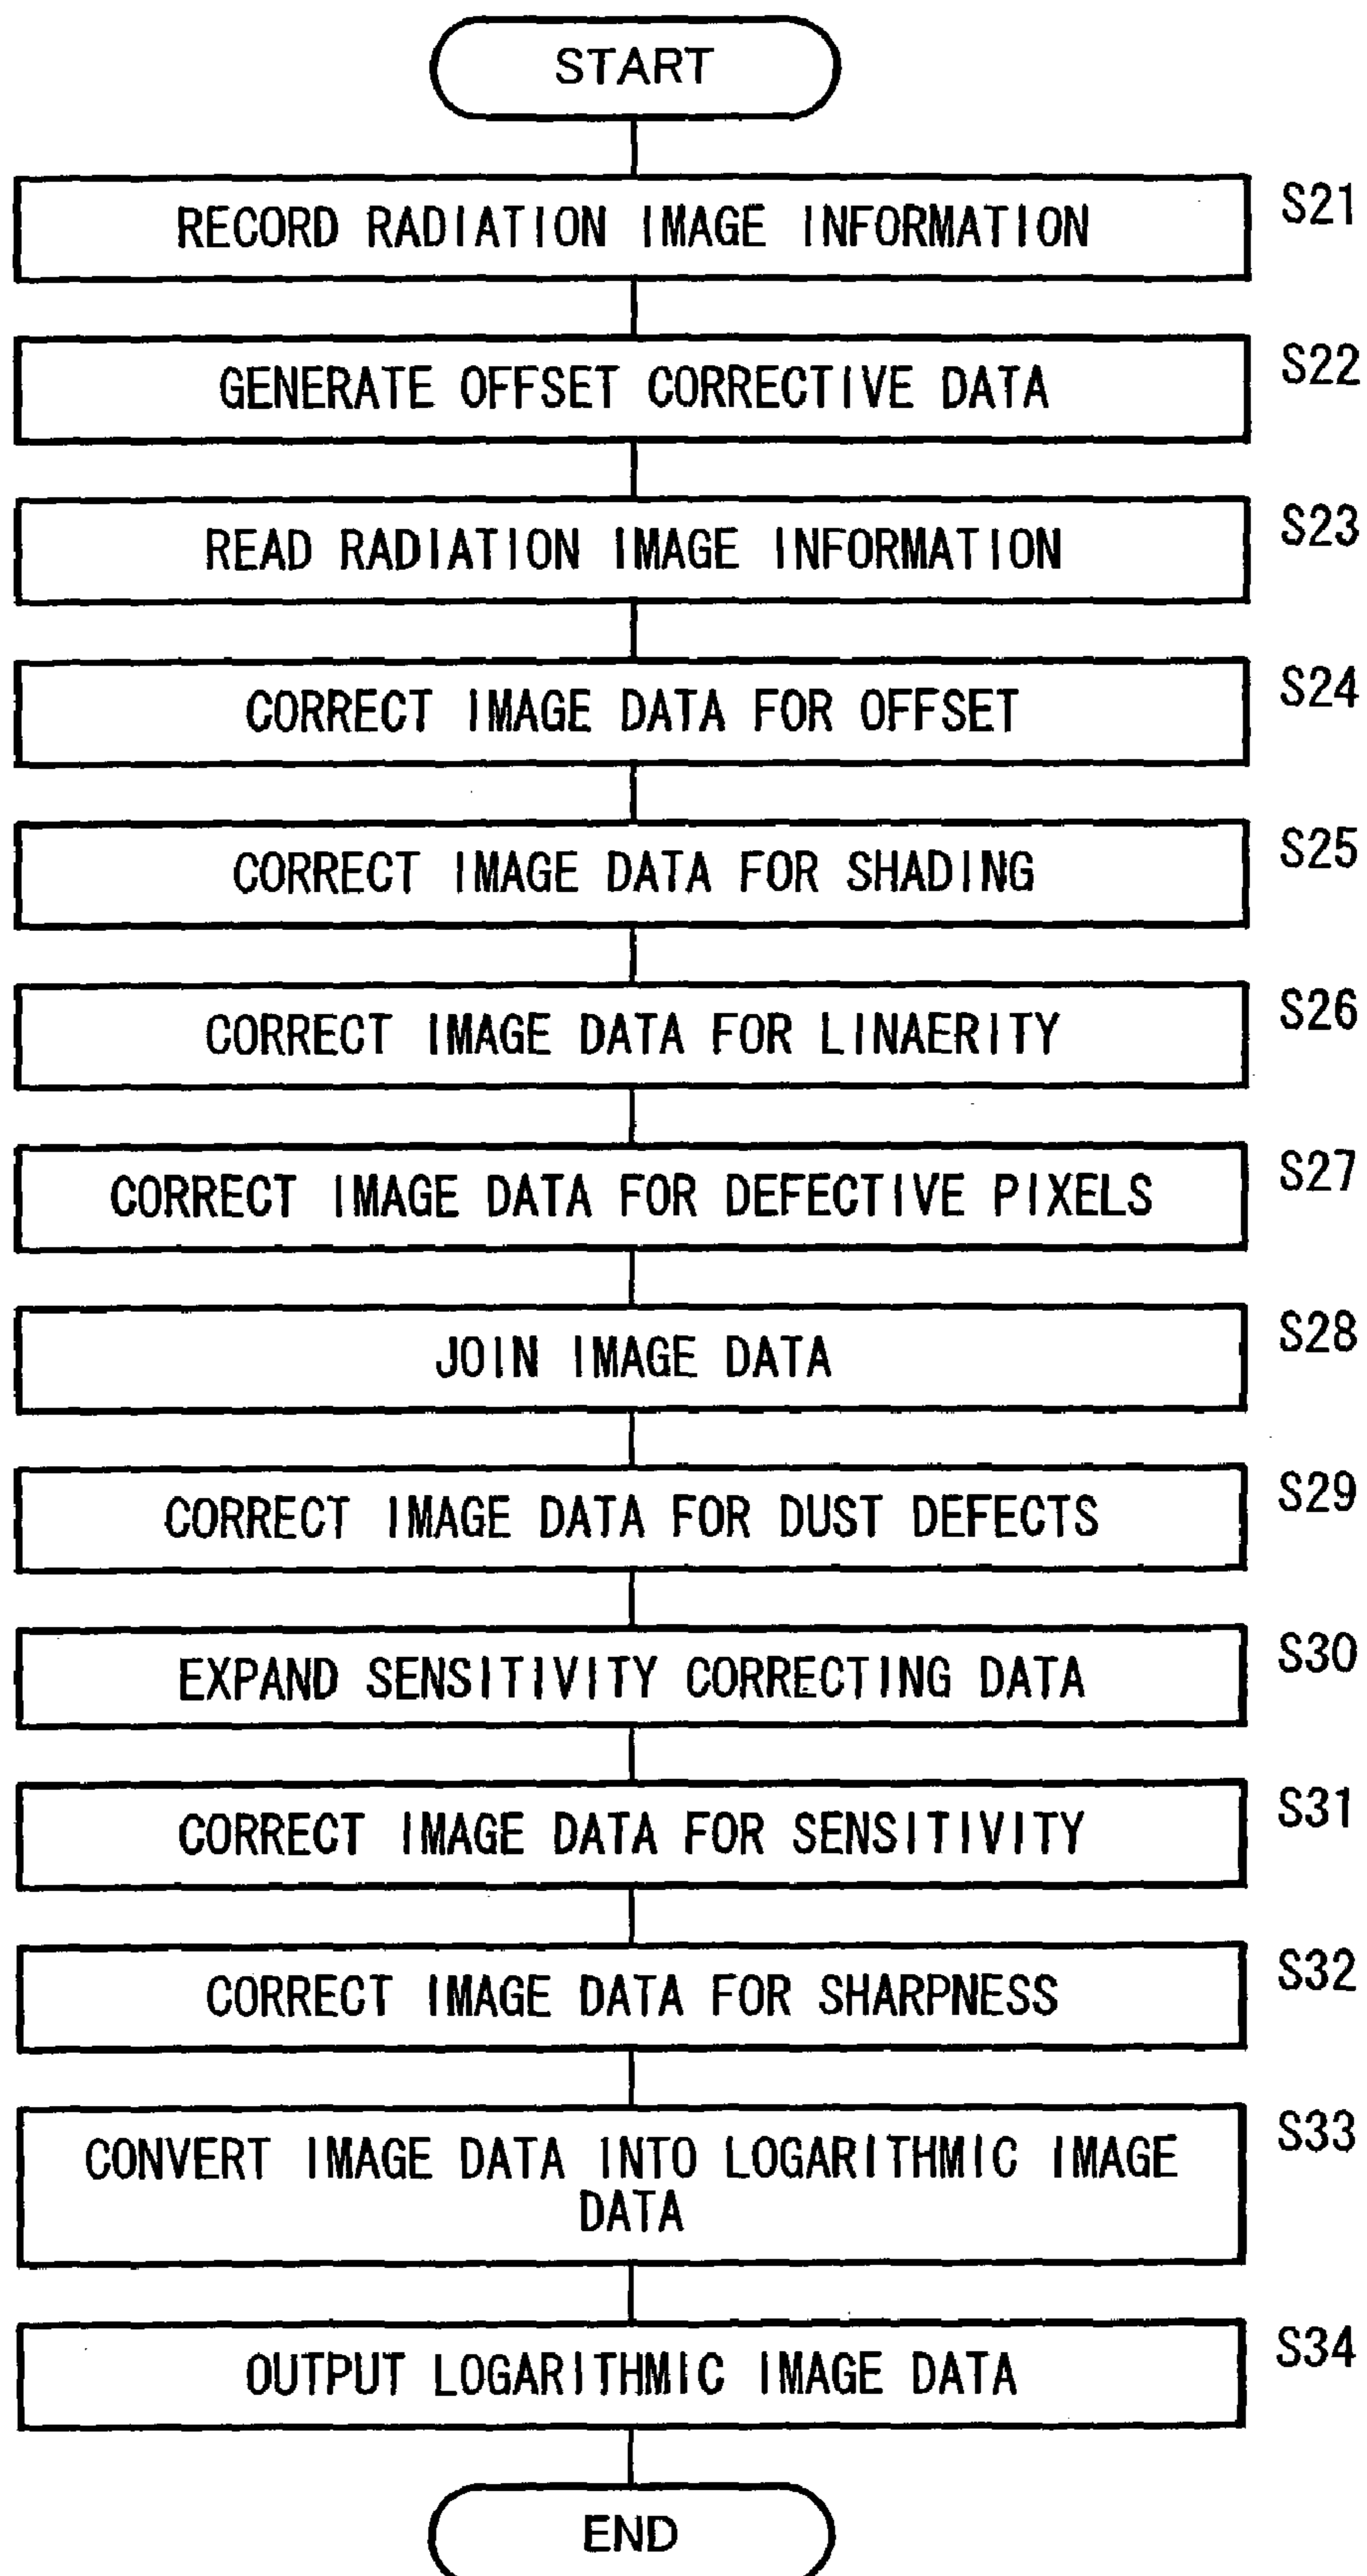 START
RECORD RADIATION IMAGE INFORMATION
S21
GENERATE OFFSET CORRECTIVE DATA
S22
READ RADIATION IMAGE INFORMATION
S23
CORRECT IMAGE DATA FOR OFFSET
S24
CORRECT IMAGE DATA FOR SHADING
S25
CORRECT IMAGE DATA FOR LINAERITY
S26
CORRECT IMAGE DATA FOR DEFECTIVE PIXELS
S27
JOIN IMAGE DATA
S28
CORRECT IMAGE DATA FOR DUST DEFECTS
S29
EXPAND SENSITIVITY CORRECTING DATA
S30
CORRECT IMAGE DATA FOR SENSITIVITY
S31
CORRECT IMAGE DATA FOR SHARPNESS
S32
CONVERT IMAGE DATA INTO LOGARITHMIC IMAGE
DATA
S33
OUTPUT LOGARITHMIC IMAGE DATA
S34
END